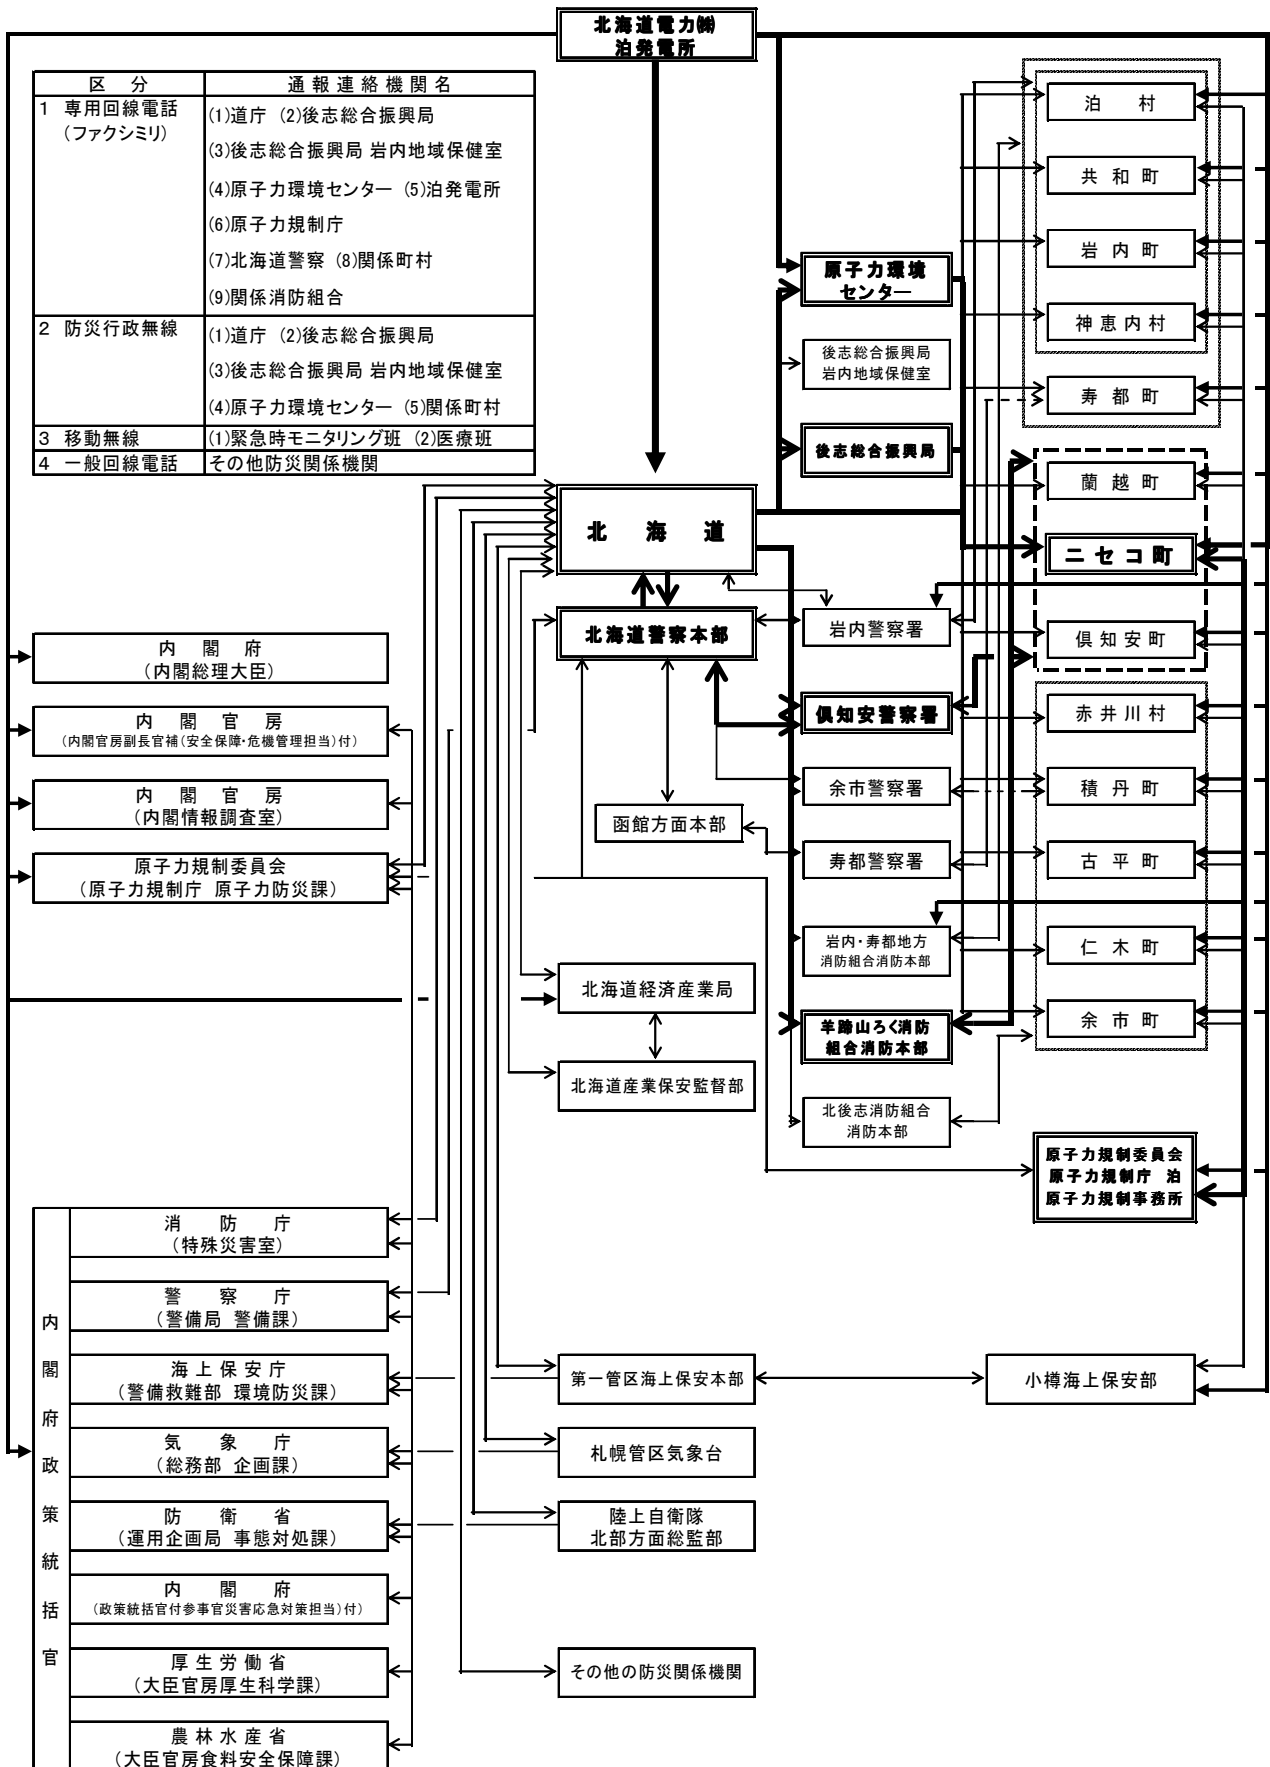 北海道電力㈱
泊発電所
区　分　通報連絡機関名
1 専用回線電話
(ファクシミリ)
(1)道庁 (2)後志総合振興局
(3)後志総合振興局 岩内地域保健室
(4)原子力環境センター (5)泊発電所
(6)原子力規制庁
(7)北海道警察 (8)関係町村
(9)関係消防組合
2 防災行政無線
(1)道庁 (2)後志総合振興局
(3)後志総合振興局 岩内地域保健室
(4)原子力環境センター (5)関係町村
3 移動無線　(1)緊急時モニタリング班 (2)医療班
4 一般回線電話　その他防災関係機関
原子力環境
センター
後志総合振興局
岩内地域保健室
後志総合振興局
北　海　道
北海道警察本部
岩内警察署
倶知安警察署
余市警察署
函館方面本部
寿都警察署
岩内・寿都地方
消防組合消防本部
北海道経済産業局
羊蹄山ろく消防
組合消防本部
北海道産業保安監督部
北後志消防組合
消防本部
泊　村
共和町
岩内町
神恵内村
寿都町
蘭越町
ニセコ町
倶知安町
赤井川村
積丹町
古平町
仁木町
余市町
原子力規制委員会
原子力規制庁　泊
原子力規制事務所
内　閣　府
(内閣総理大臣)
内　閣　官　房
(内閣官房副長官補(安全保障・危機管理担当)付)
内　閣　官　房
(内閣情報調査室)
原子力規制委員会
(原子力規制庁 原子力防災課)
内閣府政策統括官
消　防　庁
(特殊災害室)
警　察　庁
(警備局 警備課)
海上保安庁
(警備救難部 環境防災課)
気　象　庁
(総務部 企画課)
防　衛　省
(運用企画局 事態対処課)
内　閣　府
(政策統括官付参事官災害応急対策担当)付)
厚生労働省
(大臣官房厚生科学課)
農林水産省
(大臣官房食料安全保障課)
第一管区海上保安本部
小樽海上保安部
札幌管区気象台
陸上自衛隊
北部方面総監部
その他の防災関係機関